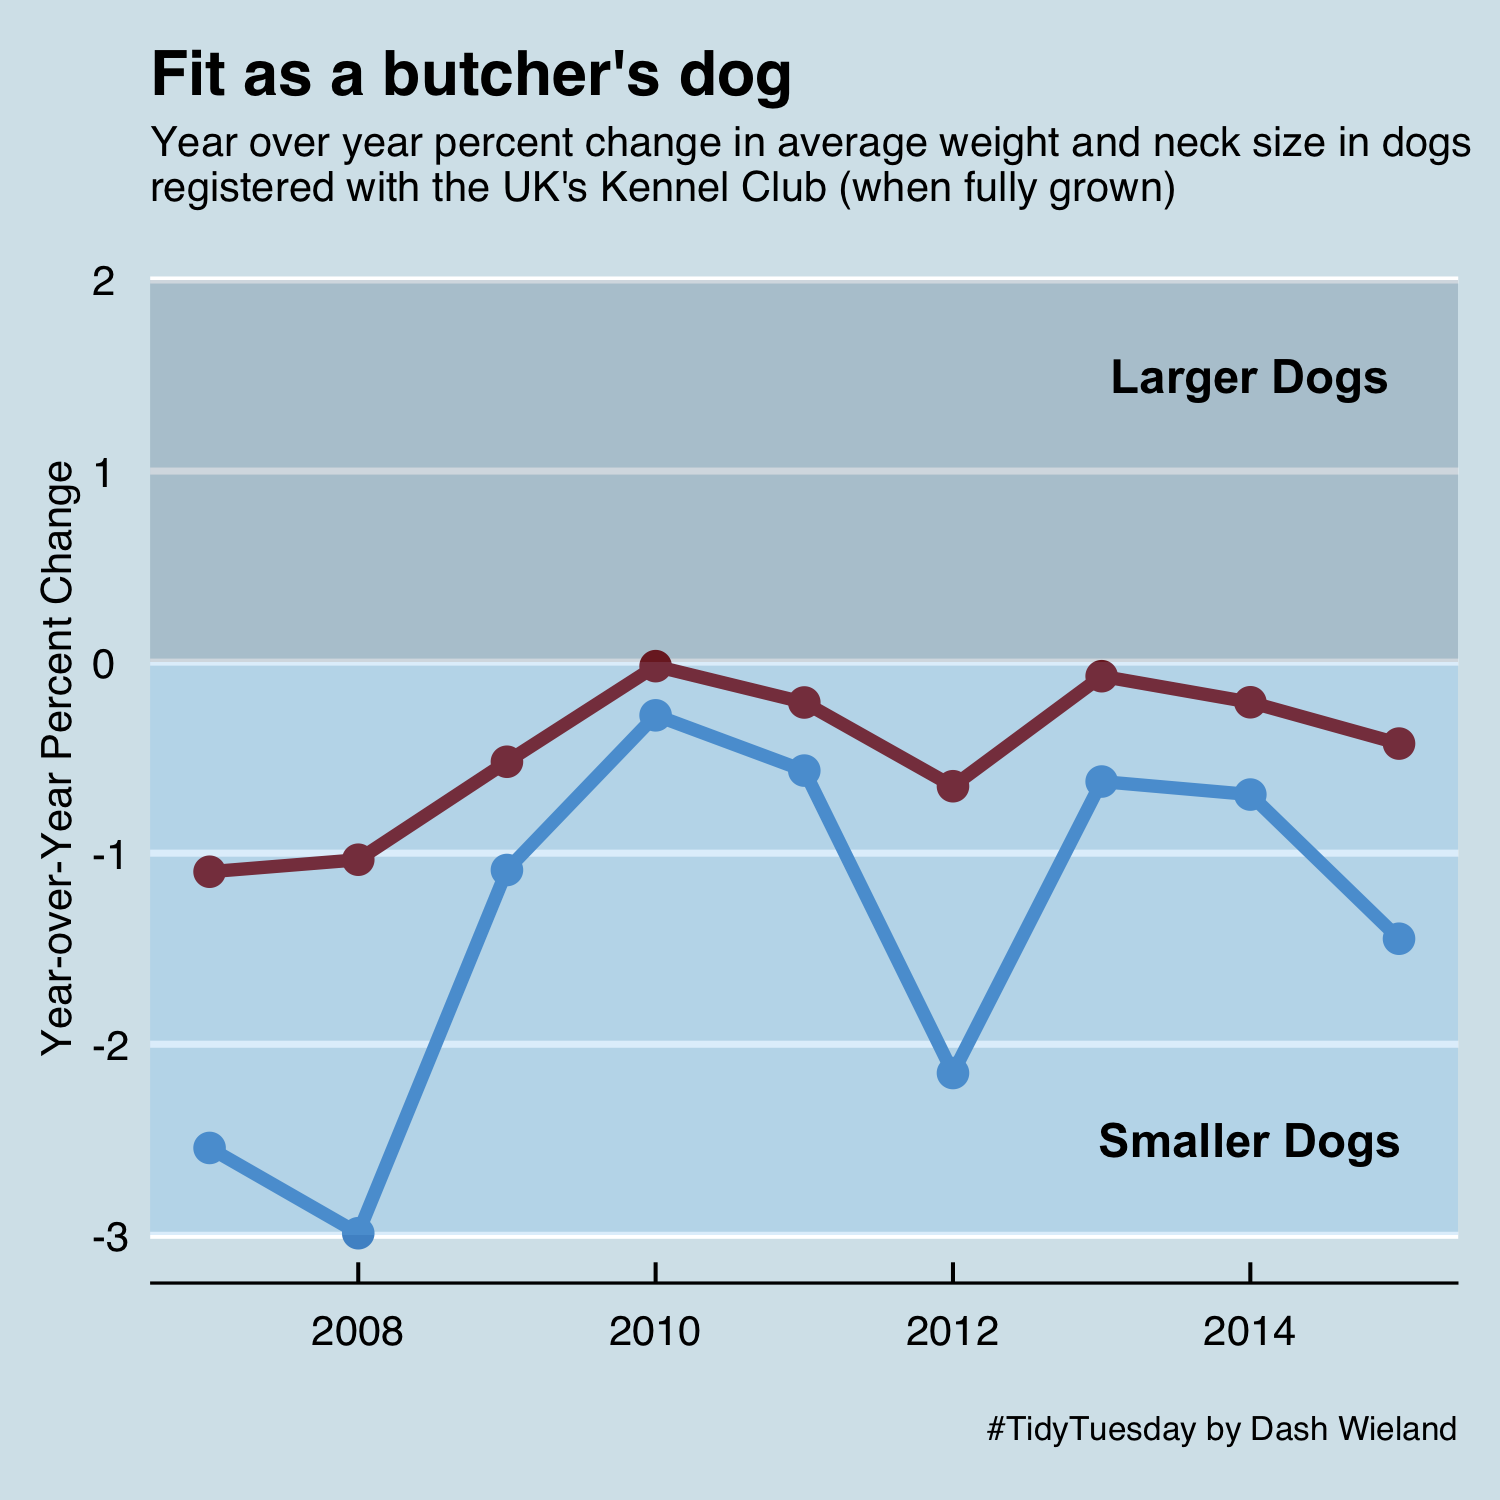 Fit as a butcher's dog
Year over year percent change in average weight and neck size in dogs
registered with the UK's Kennel Club (when fully grown)
Year-over-Year Percent Change
2
1
0
-1
-2
-3
Larger Dogs
Smaller Dogs
2008 2010 2012 2014
#TidyTuesday by Dash Wieland